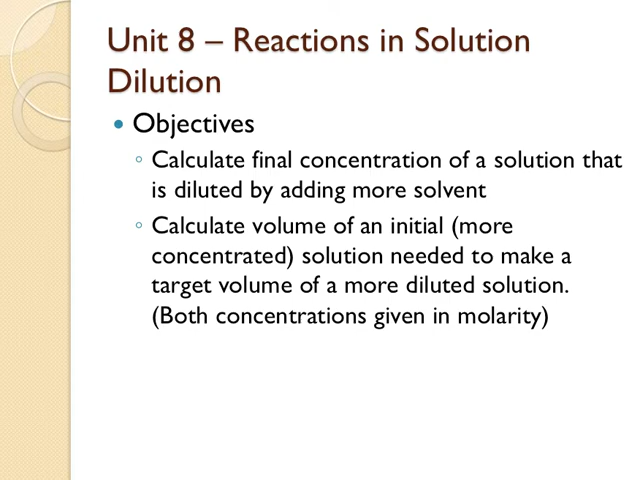 Unit 8 – Reactions in Solution
Dilution
• Objectives
◦ Calculate final concentration of a solution that
is diluted by adding more solvent
◦ Calculate volume of an initial (more
concentrated) solution needed to make a
target volume of a more diluted solution.
(Both concentrations given in molarity)